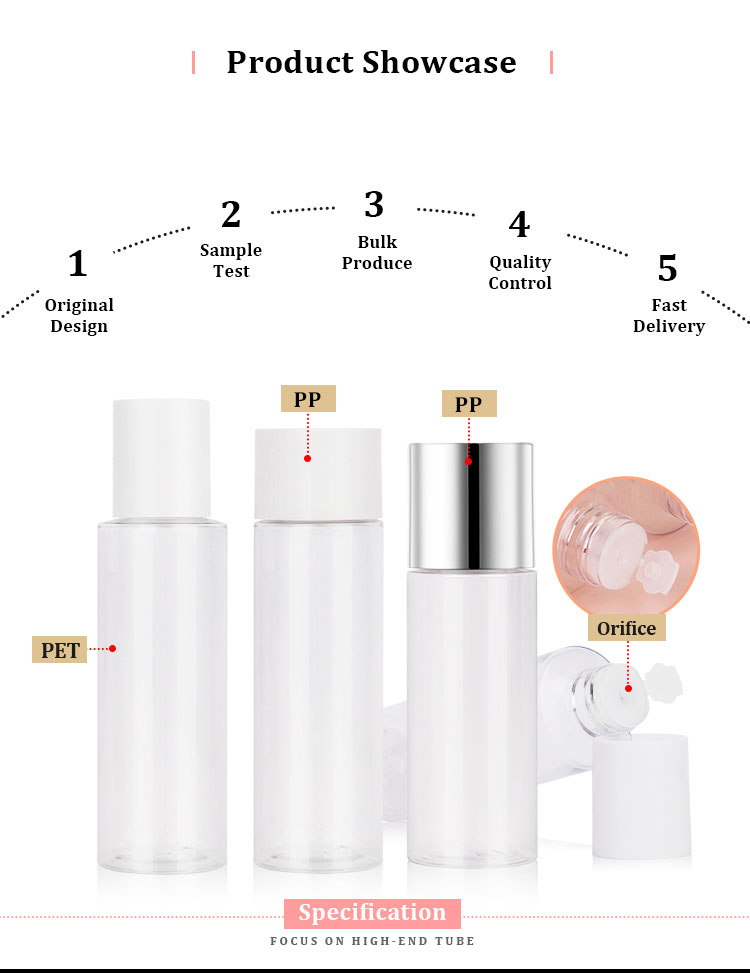 Product Showcase
1
Original
Design
2
Sample
Test
3
Bulk
Produce
4
Quality
Control
5
Fast
Delivery
PP
PP
PET
Orifice
Specification
FOCUS ON HIGH-END TUBE